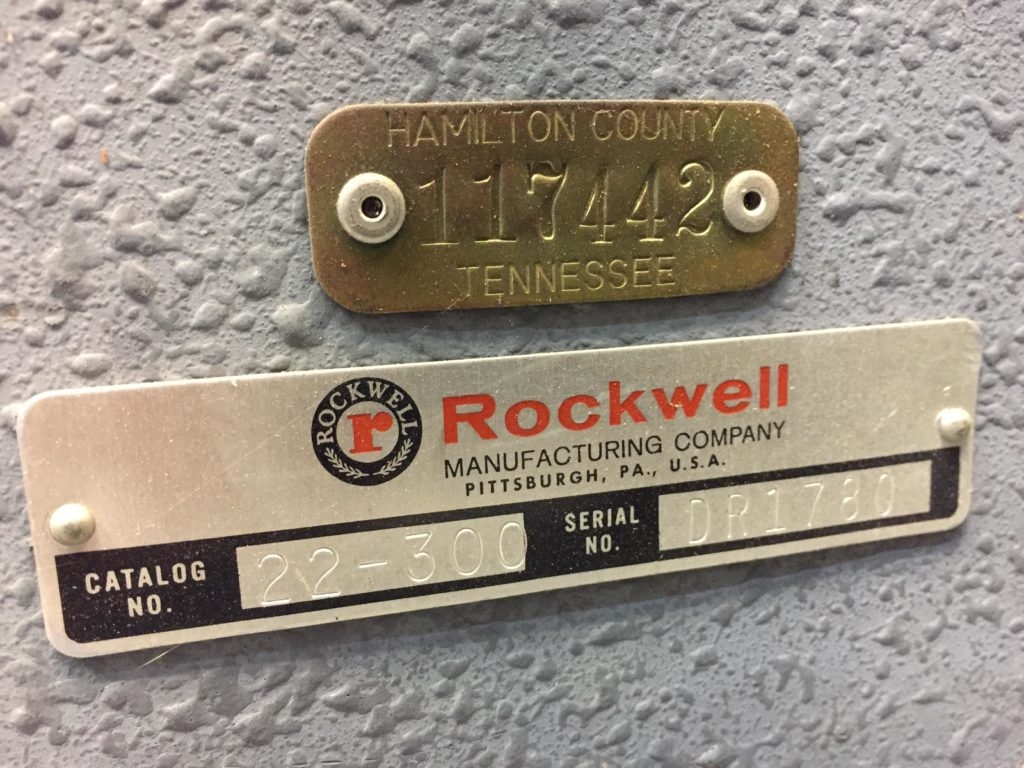 HAMILTON COUNTY
117442
TENNESSEE
ROCKWELL
r
Rockwell
MANUFACTURING COMPANY
PITTSBURGH, PA., U.S.A.
CATALOG NO.
22-300
SERIAL NO.
DR1780